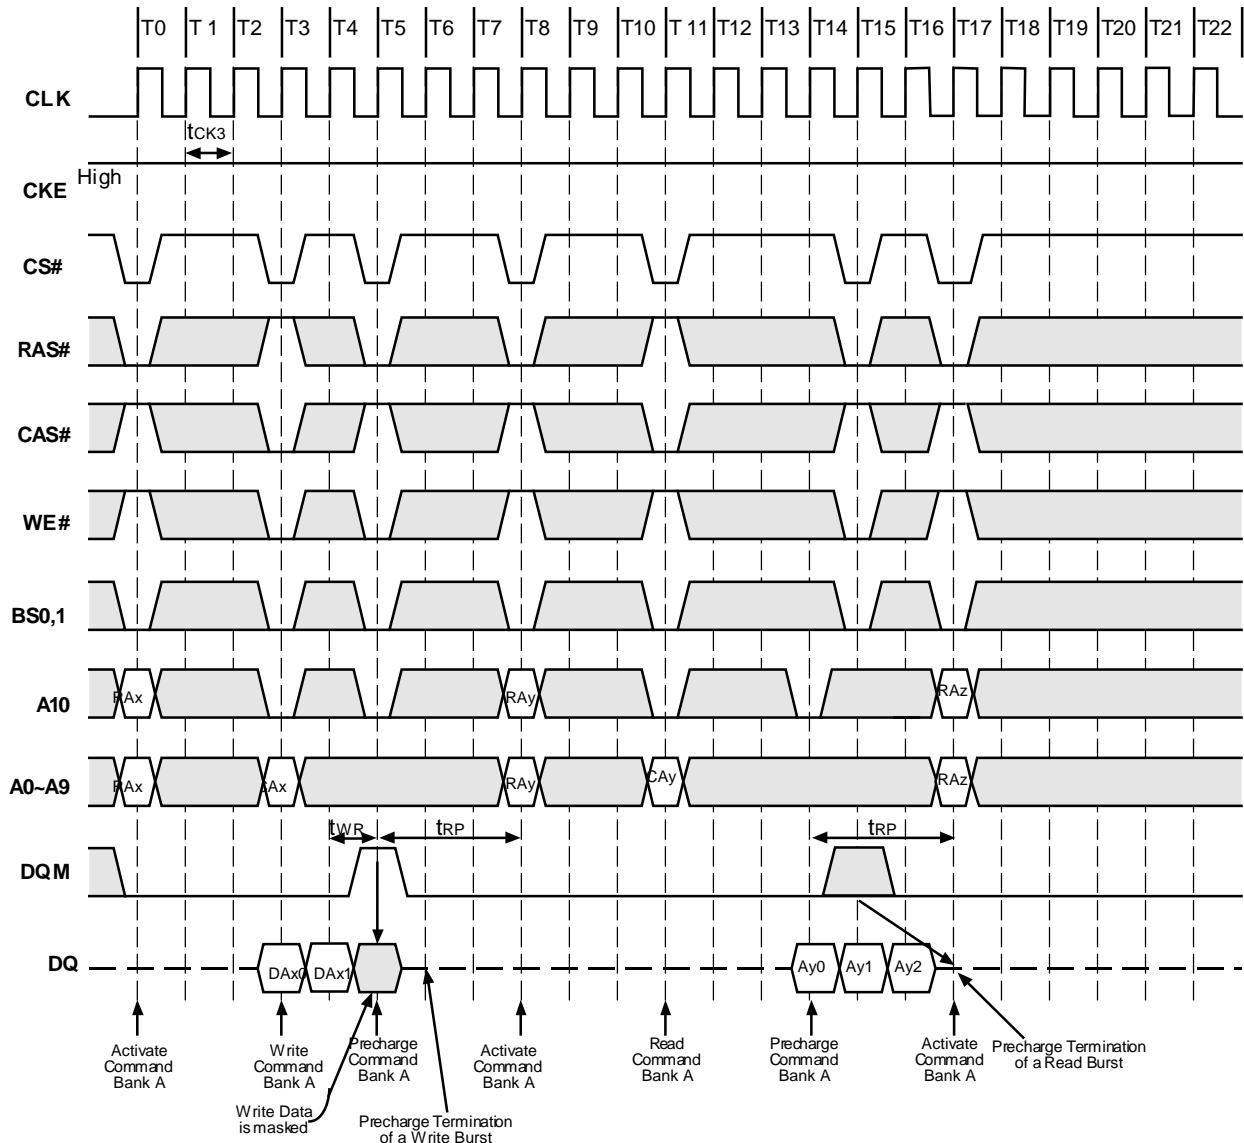 T0 T 1 T2 T3 T4 T5 T6 T7 T8 T9 T10 T 11 T12 T13 T14 T15 T16 T17 T18 T19 T20 T21 T22
CLK
tCK3
High
CKE
CS#
RAS#
CAS#
WE#
BS0,1
A10 RAx RAy RAz
A0~A9 RAx CAx RAy CAy RAz
tWR tRP tRP
DQM
DQ DAx0 DAx1 Ay0 Ay1 Ay2
Activate
Command
Bank A
Write
Command
Bank A
Precharge
Command
Bank A
Activate
Command
Bank A
Read
Command
Bank A
Precharge
Command
Bank A
Activate
Command
Bank A
Precharge Termination
of a Read Burst
Write Data
is masked
Precharge Termination
of a Write Burst